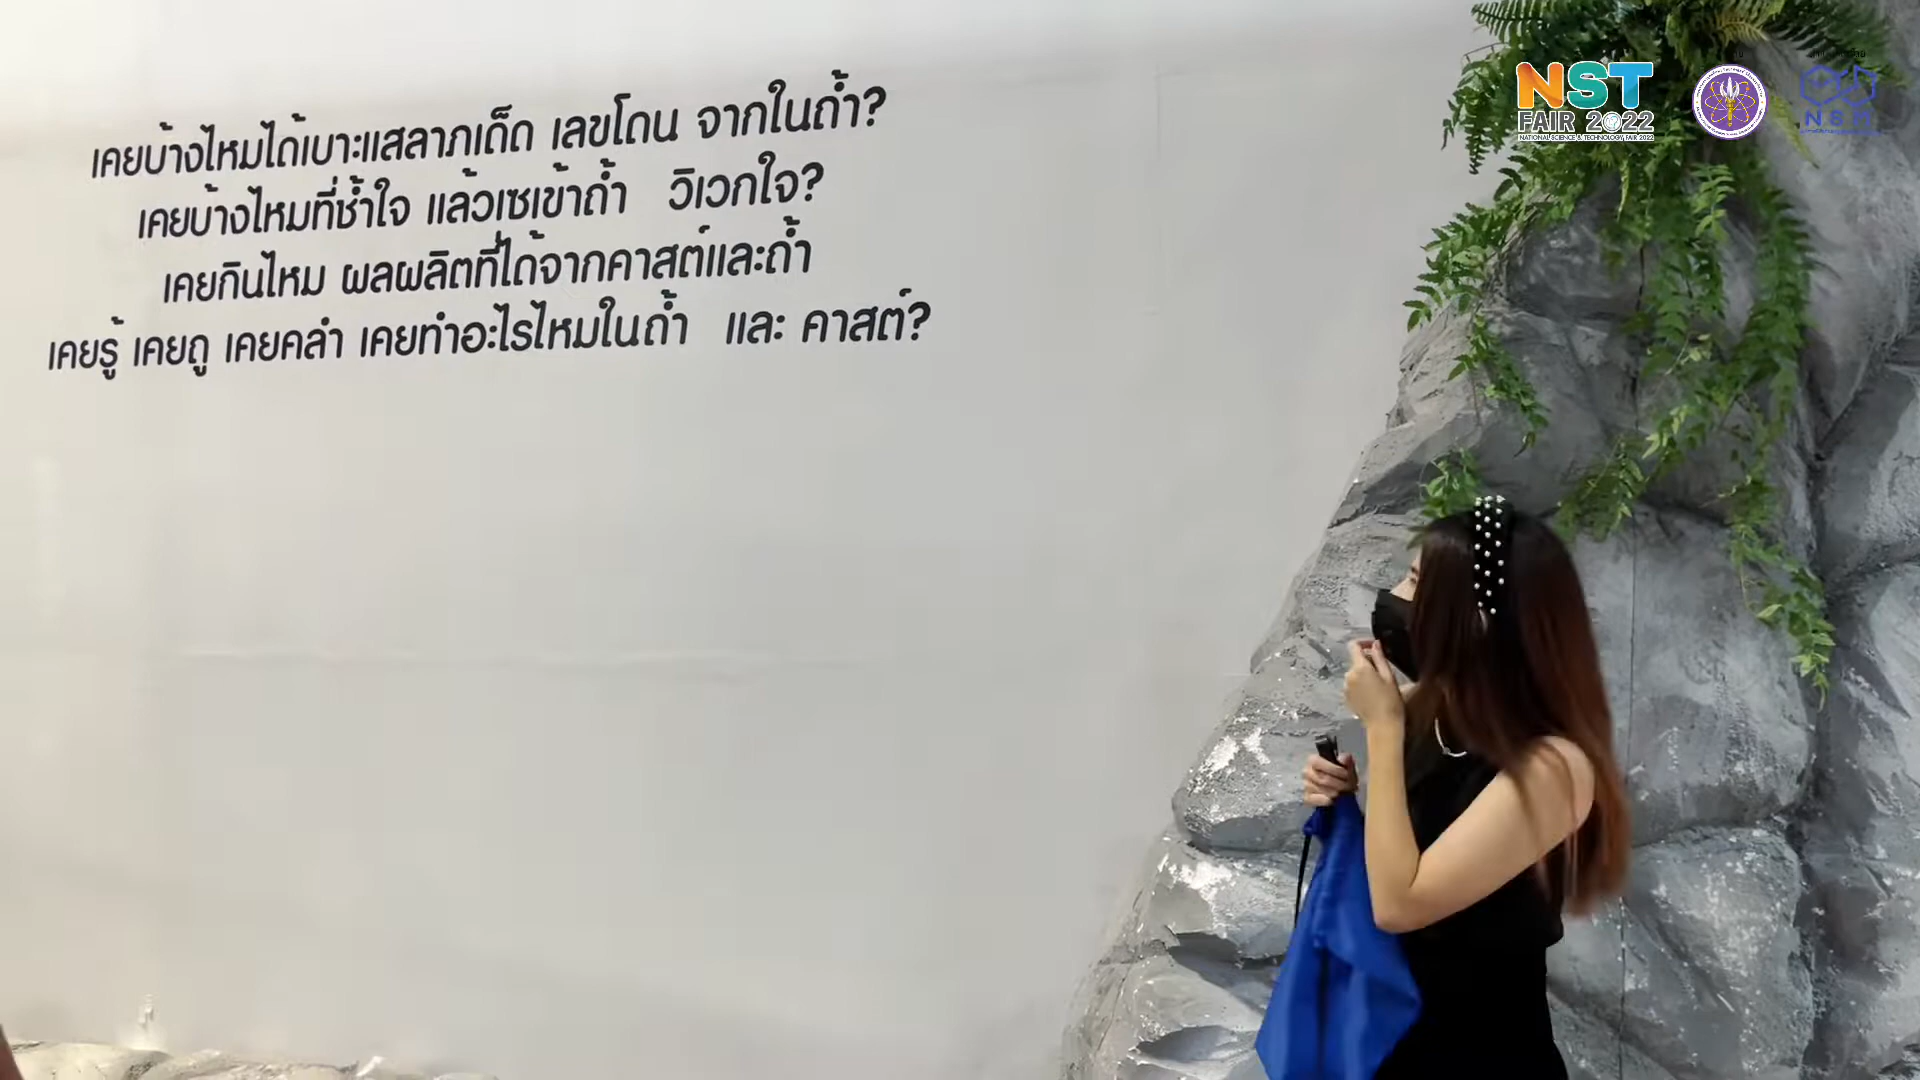 เคยบ้างไหมได้เบาะแสลาภเด็ด เลขโดน จากในถ้ำ?
เคยบ้างไหมที่ช้ำใจ แล้วเซเข้าถ้ำ วิเวกใจ?
เคยกินไหม ผลผลิตที่ได้จากคาสต์และถ้ำ
เคยรู้ เคยถู เคยคลำ เคยทำอะไรไหมในถ้ำ และ คาสต์?
NST
FAIR 2022
NATIONAL SCIENCE & TECHNOLOGY FAIR 2022